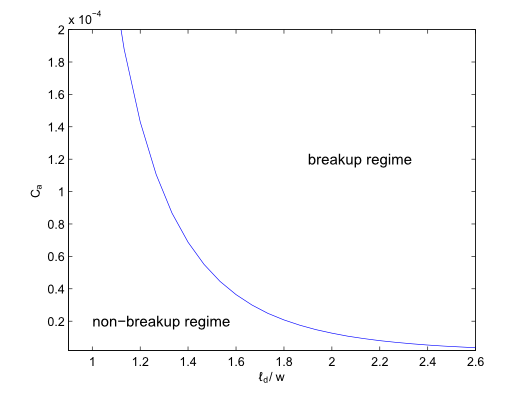 x 10⁻⁴
2
1.8
1.6
1.4
1.2
1
0.8
0.6
0.4
0.2
Cₐ
breakup regime
non−breakup regime
1 1.2 1.4 1.6 1.8 2 2.2 2.4 2.6
ℓd / w